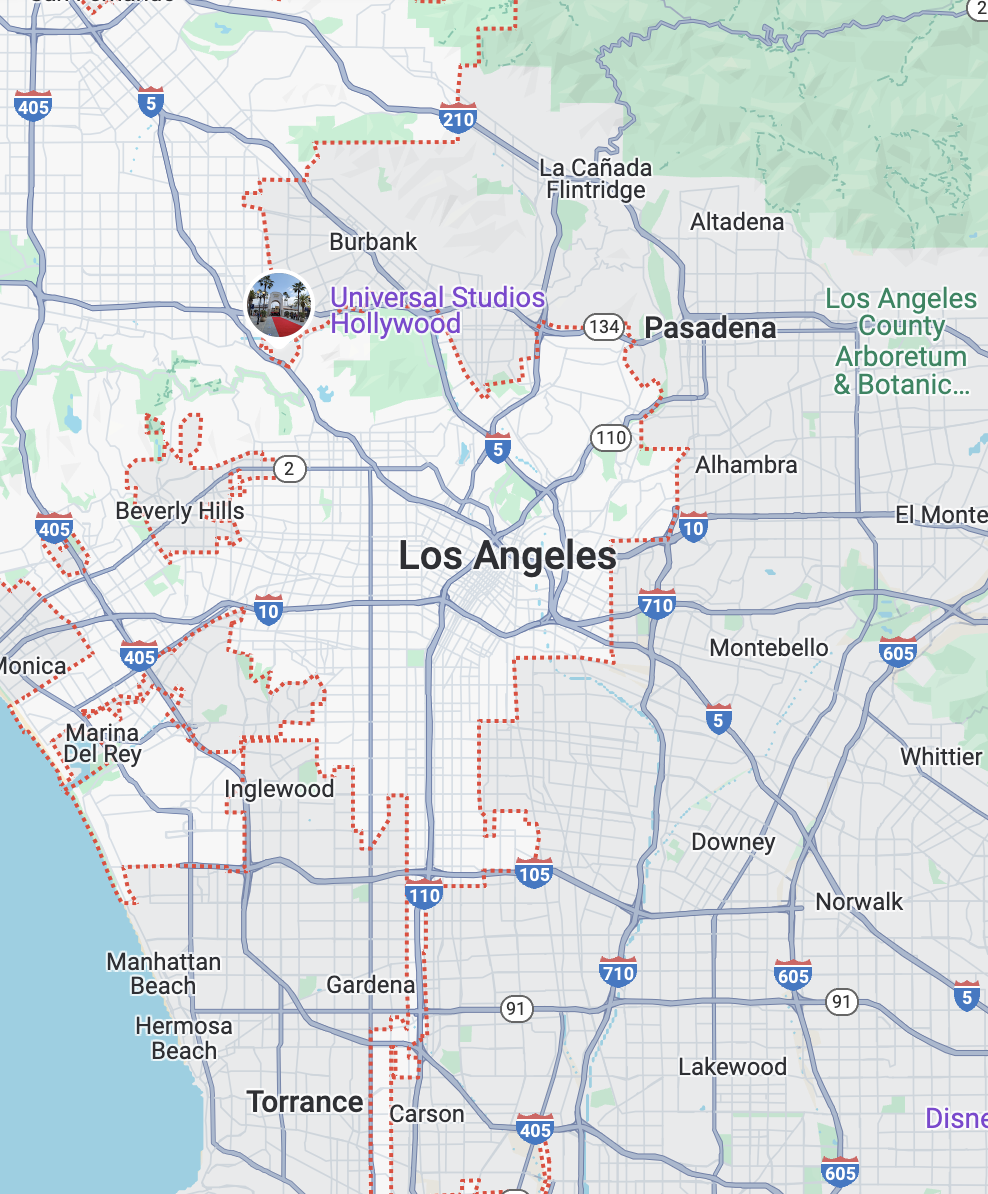 2
405
5
210
La Cañada
Flintridge
Altadena
Burbank
Universal Studios
Hollywood
Los Angeles
County
Arboretum
& Botanic...
134
Pasadena
110
5
2
Alhambra
Beverly Hills
405
10
El Monte
Los Angeles
10
710
405
Monica
Montebello
605
Marina
Del Rey
5
Whittier
Inglewood
Downey
105
110
Norwalk
Manhattan
Beach
Gardena
710
605
5
91
91
Hermosa
Beach
Lakewood
Torrance
Carson
Disne
405
605